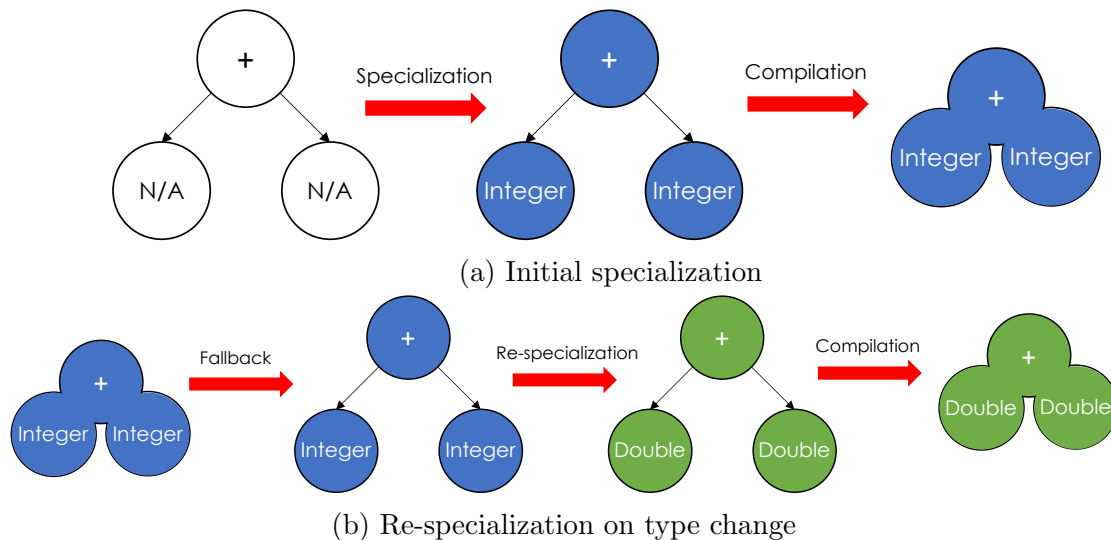 +
Specialization
+
Compilation
+
N/A
N/A
Integer
Integer
Integer
Integer
(a) Initial specialization
+
Fallback
+
Re-specialization
+
Compilation
+
Integer
Integer
Integer
Integer
Double
Double
Double
Double
(b) Re-specialization on type change